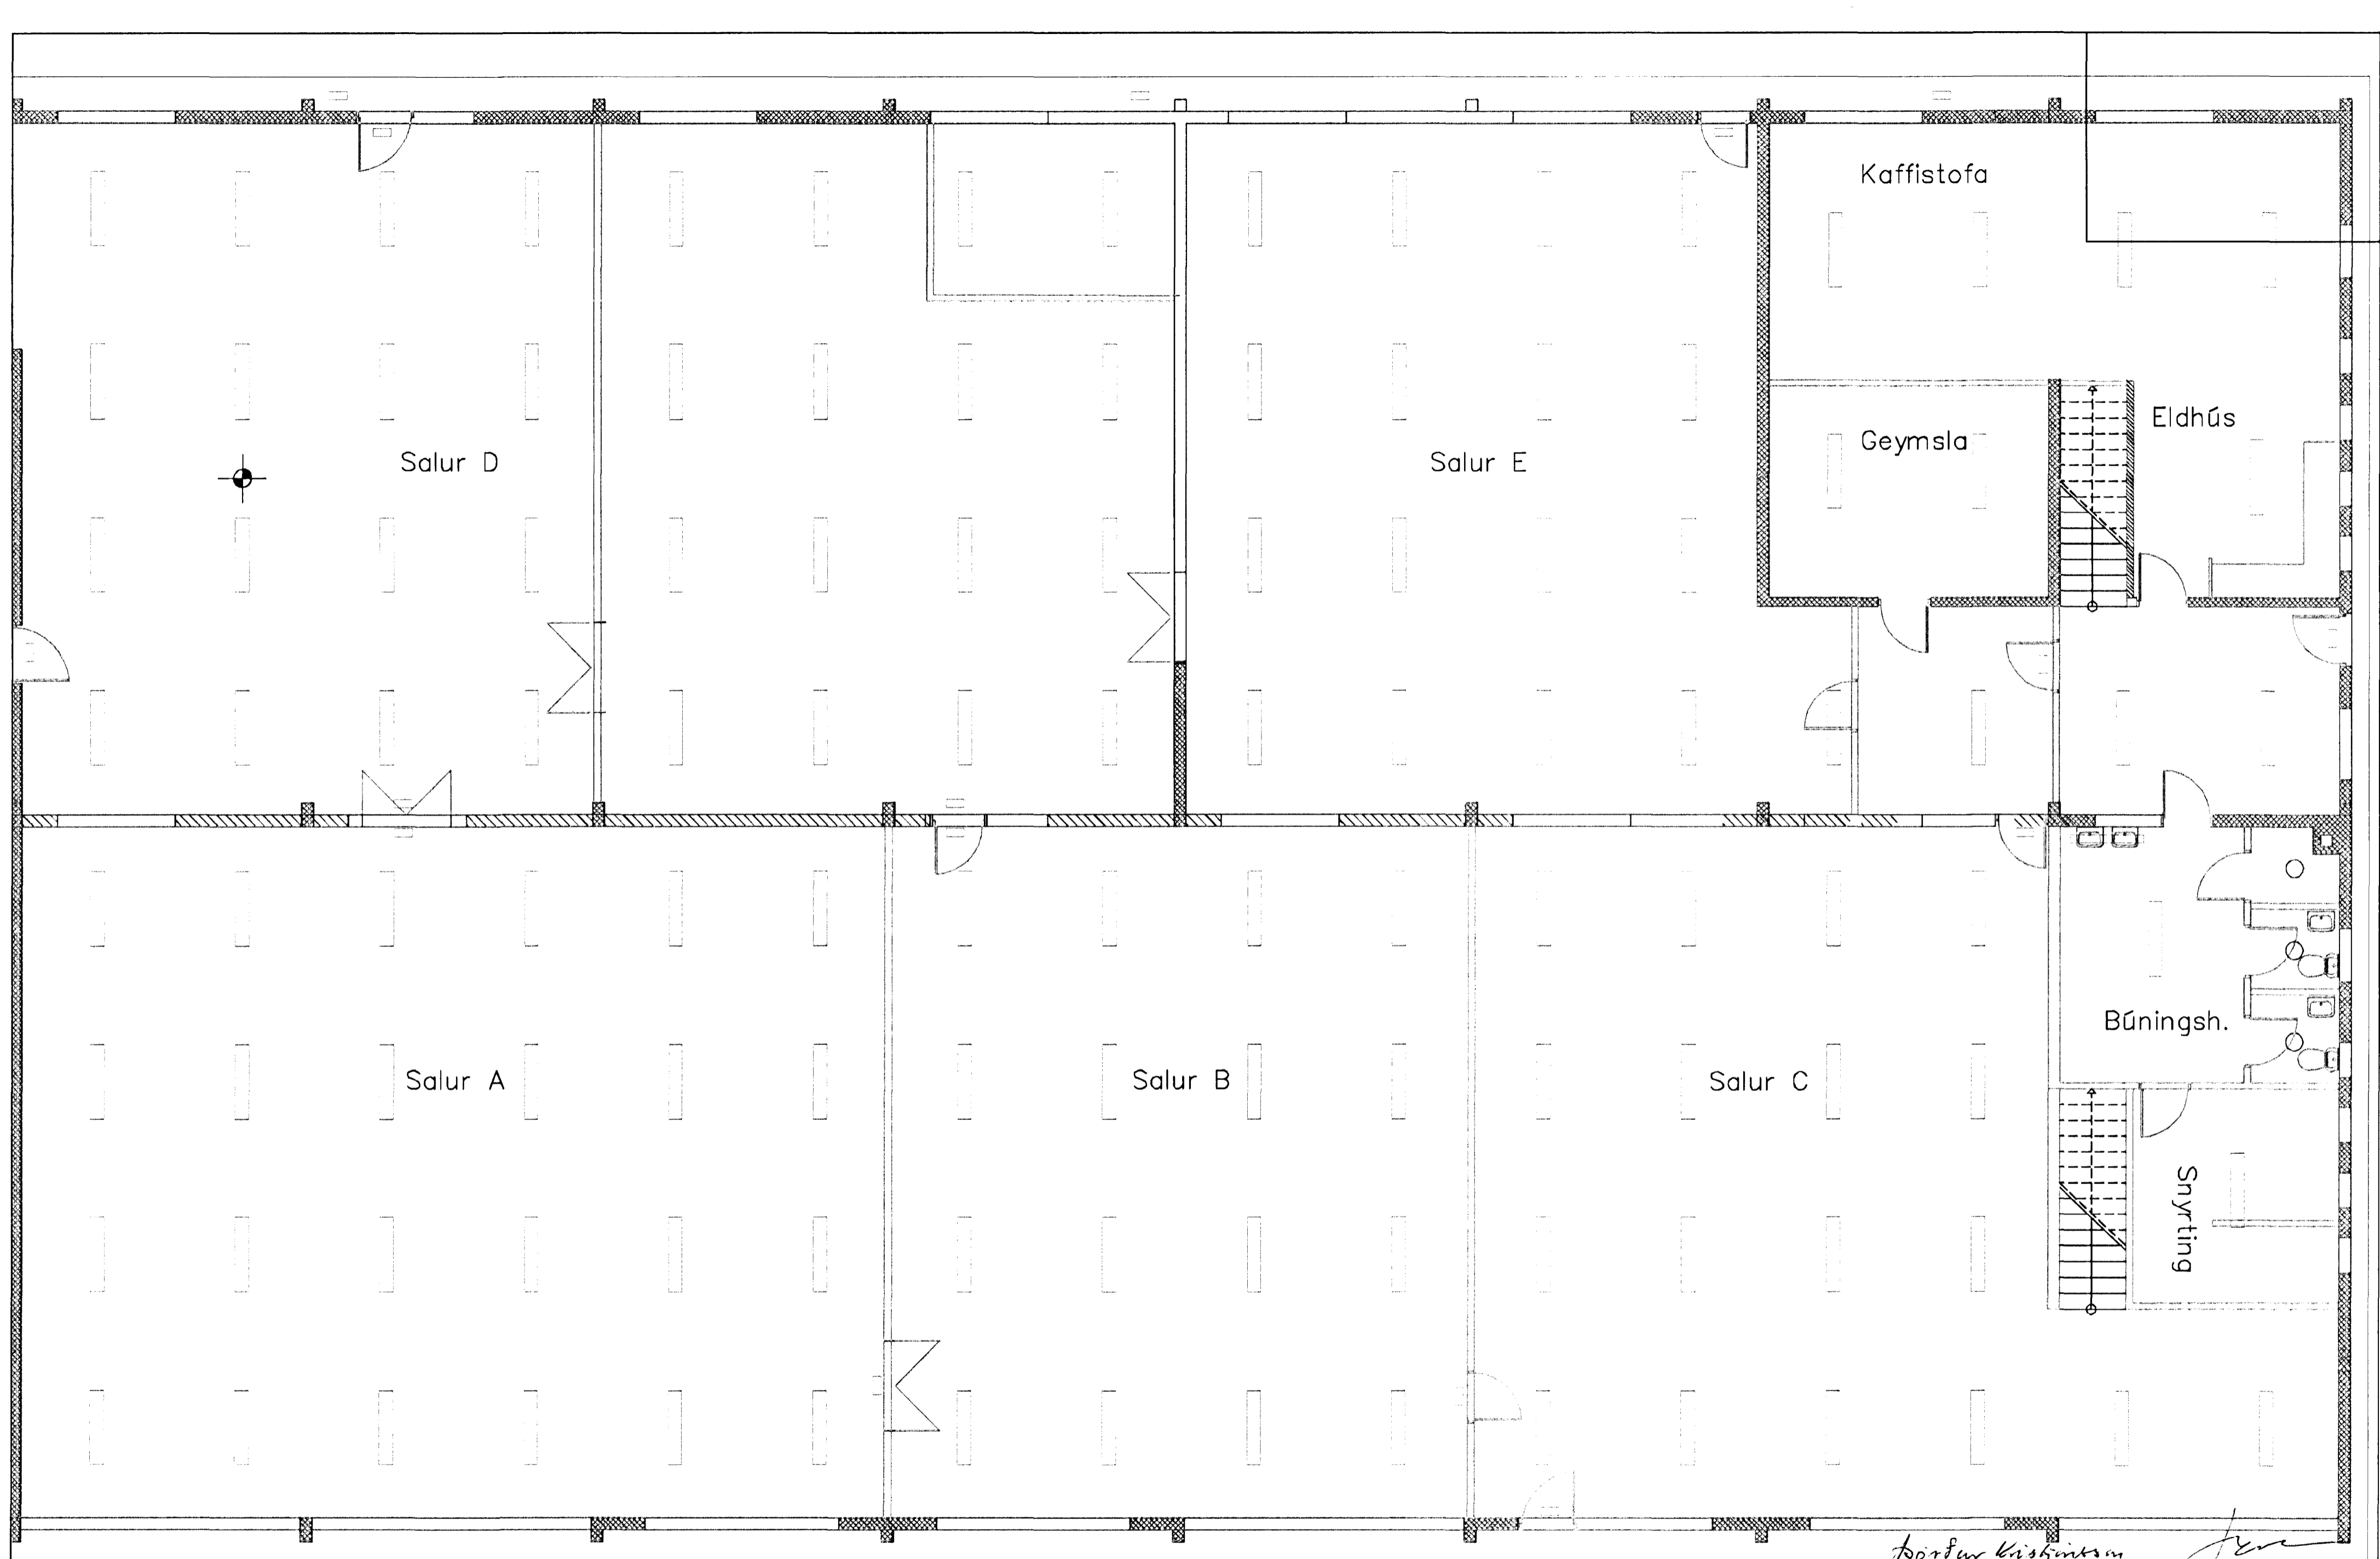 Kaffistofa
Eldhús
Geymsla
Salur D
Salur E
Búningsh.
Salur A
Salur B
Salur C
Snyrting